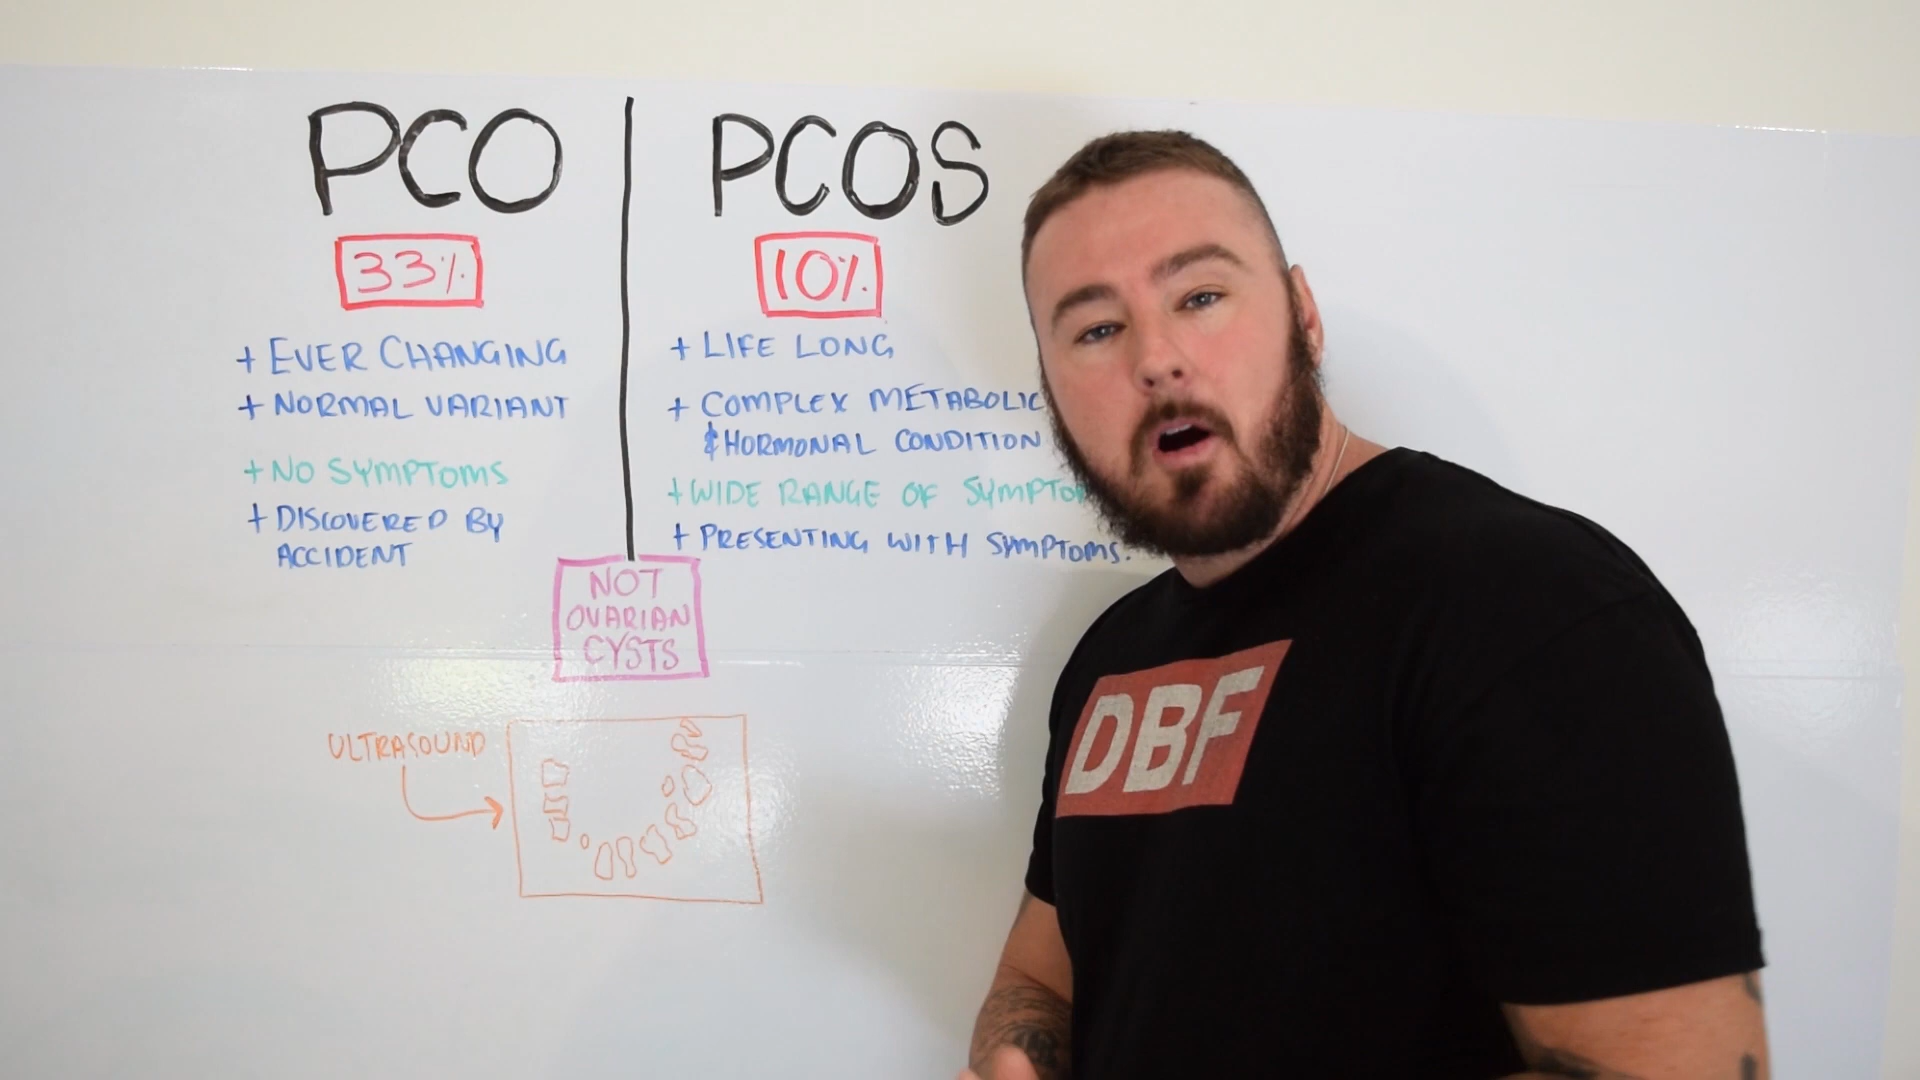 PCO
33%
+ EVER CHANGING
+ NORMAL VARIANT
+ NO SYMPTOMS
+ DISCOVERED BY
ACCIDENT
PCOS
10%
+ LIFE LONG
+ COMPLEX METABOLIC
& HORMONAL CONDITION
+ WIDE RANGE OF SYMPTO
+ PRESENTING WITH SYMPTOMS.
NOT
OVARIAN
CYSTS
ULTRASOUND
DBF